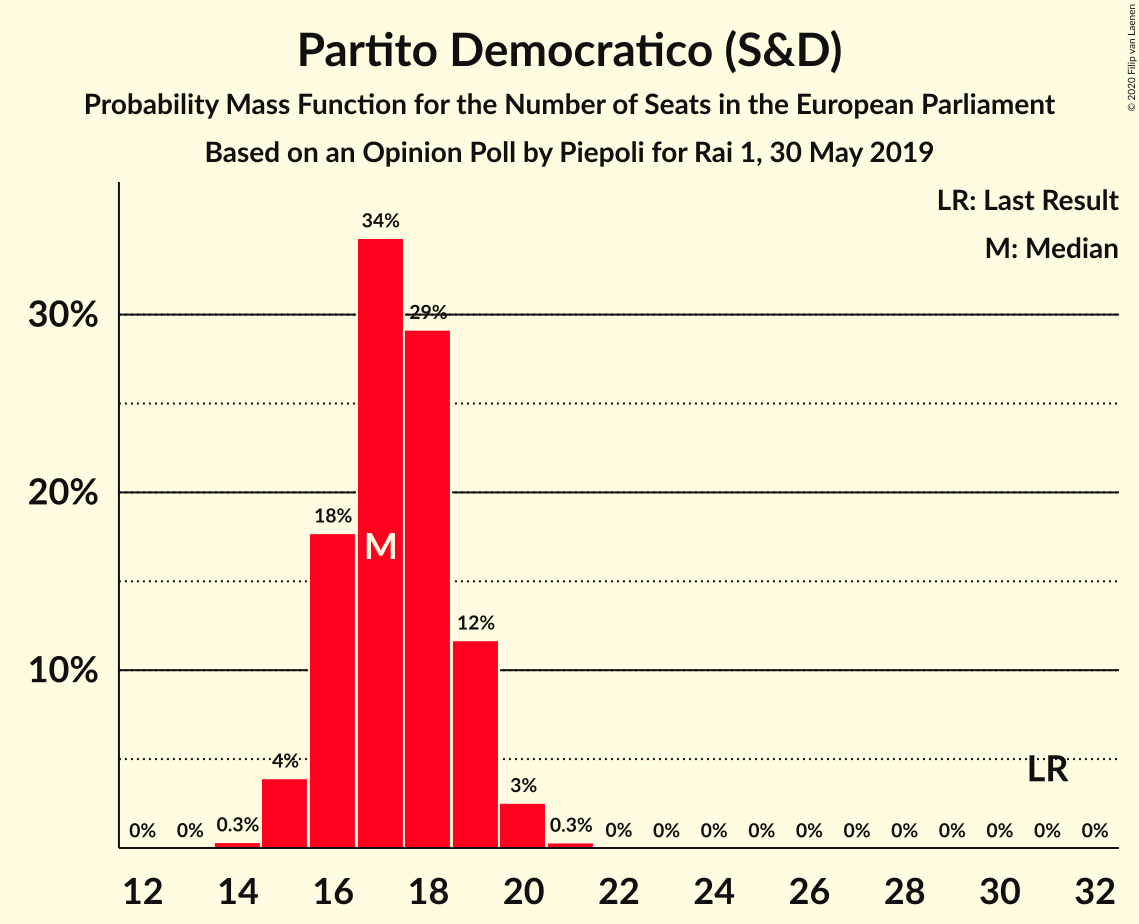 Partito Democratico (S&D)
Probability Mass Function for the Number of Seats in the European Parliament
Based on an Opinion Poll by Piepoli for Rai 1, 30 May 2019
© 2020 Filip van Laenen
LR: Last Result
M: Median
34%
30%
29%
20%
18%
M
12%
10%
4%
LR
3%
0% 0% 0.3% 0.3% 0% 0% 0% 0% 0% 0% 0% 0% 0% 0% 0%
12 14 16 18 20 22 24 26 28 30 32